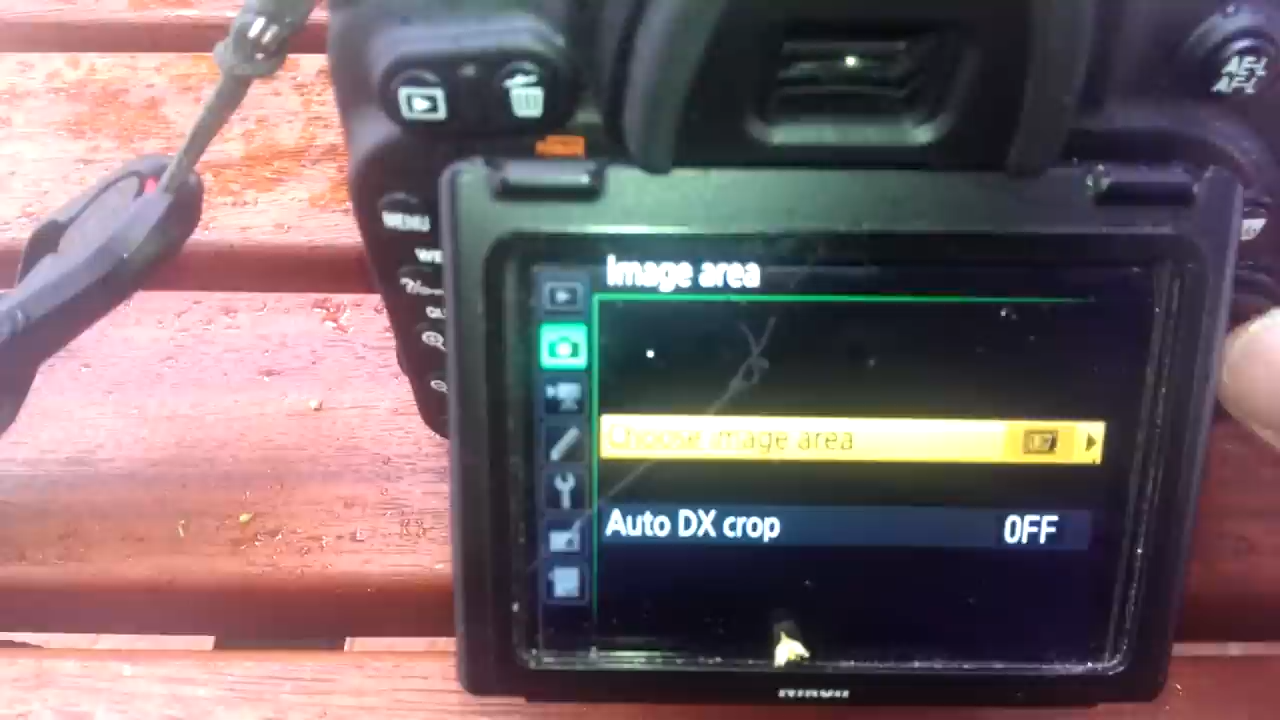 AE-L
AF-L
MENU
Image area
Choose image area
Auto DX crop OFF